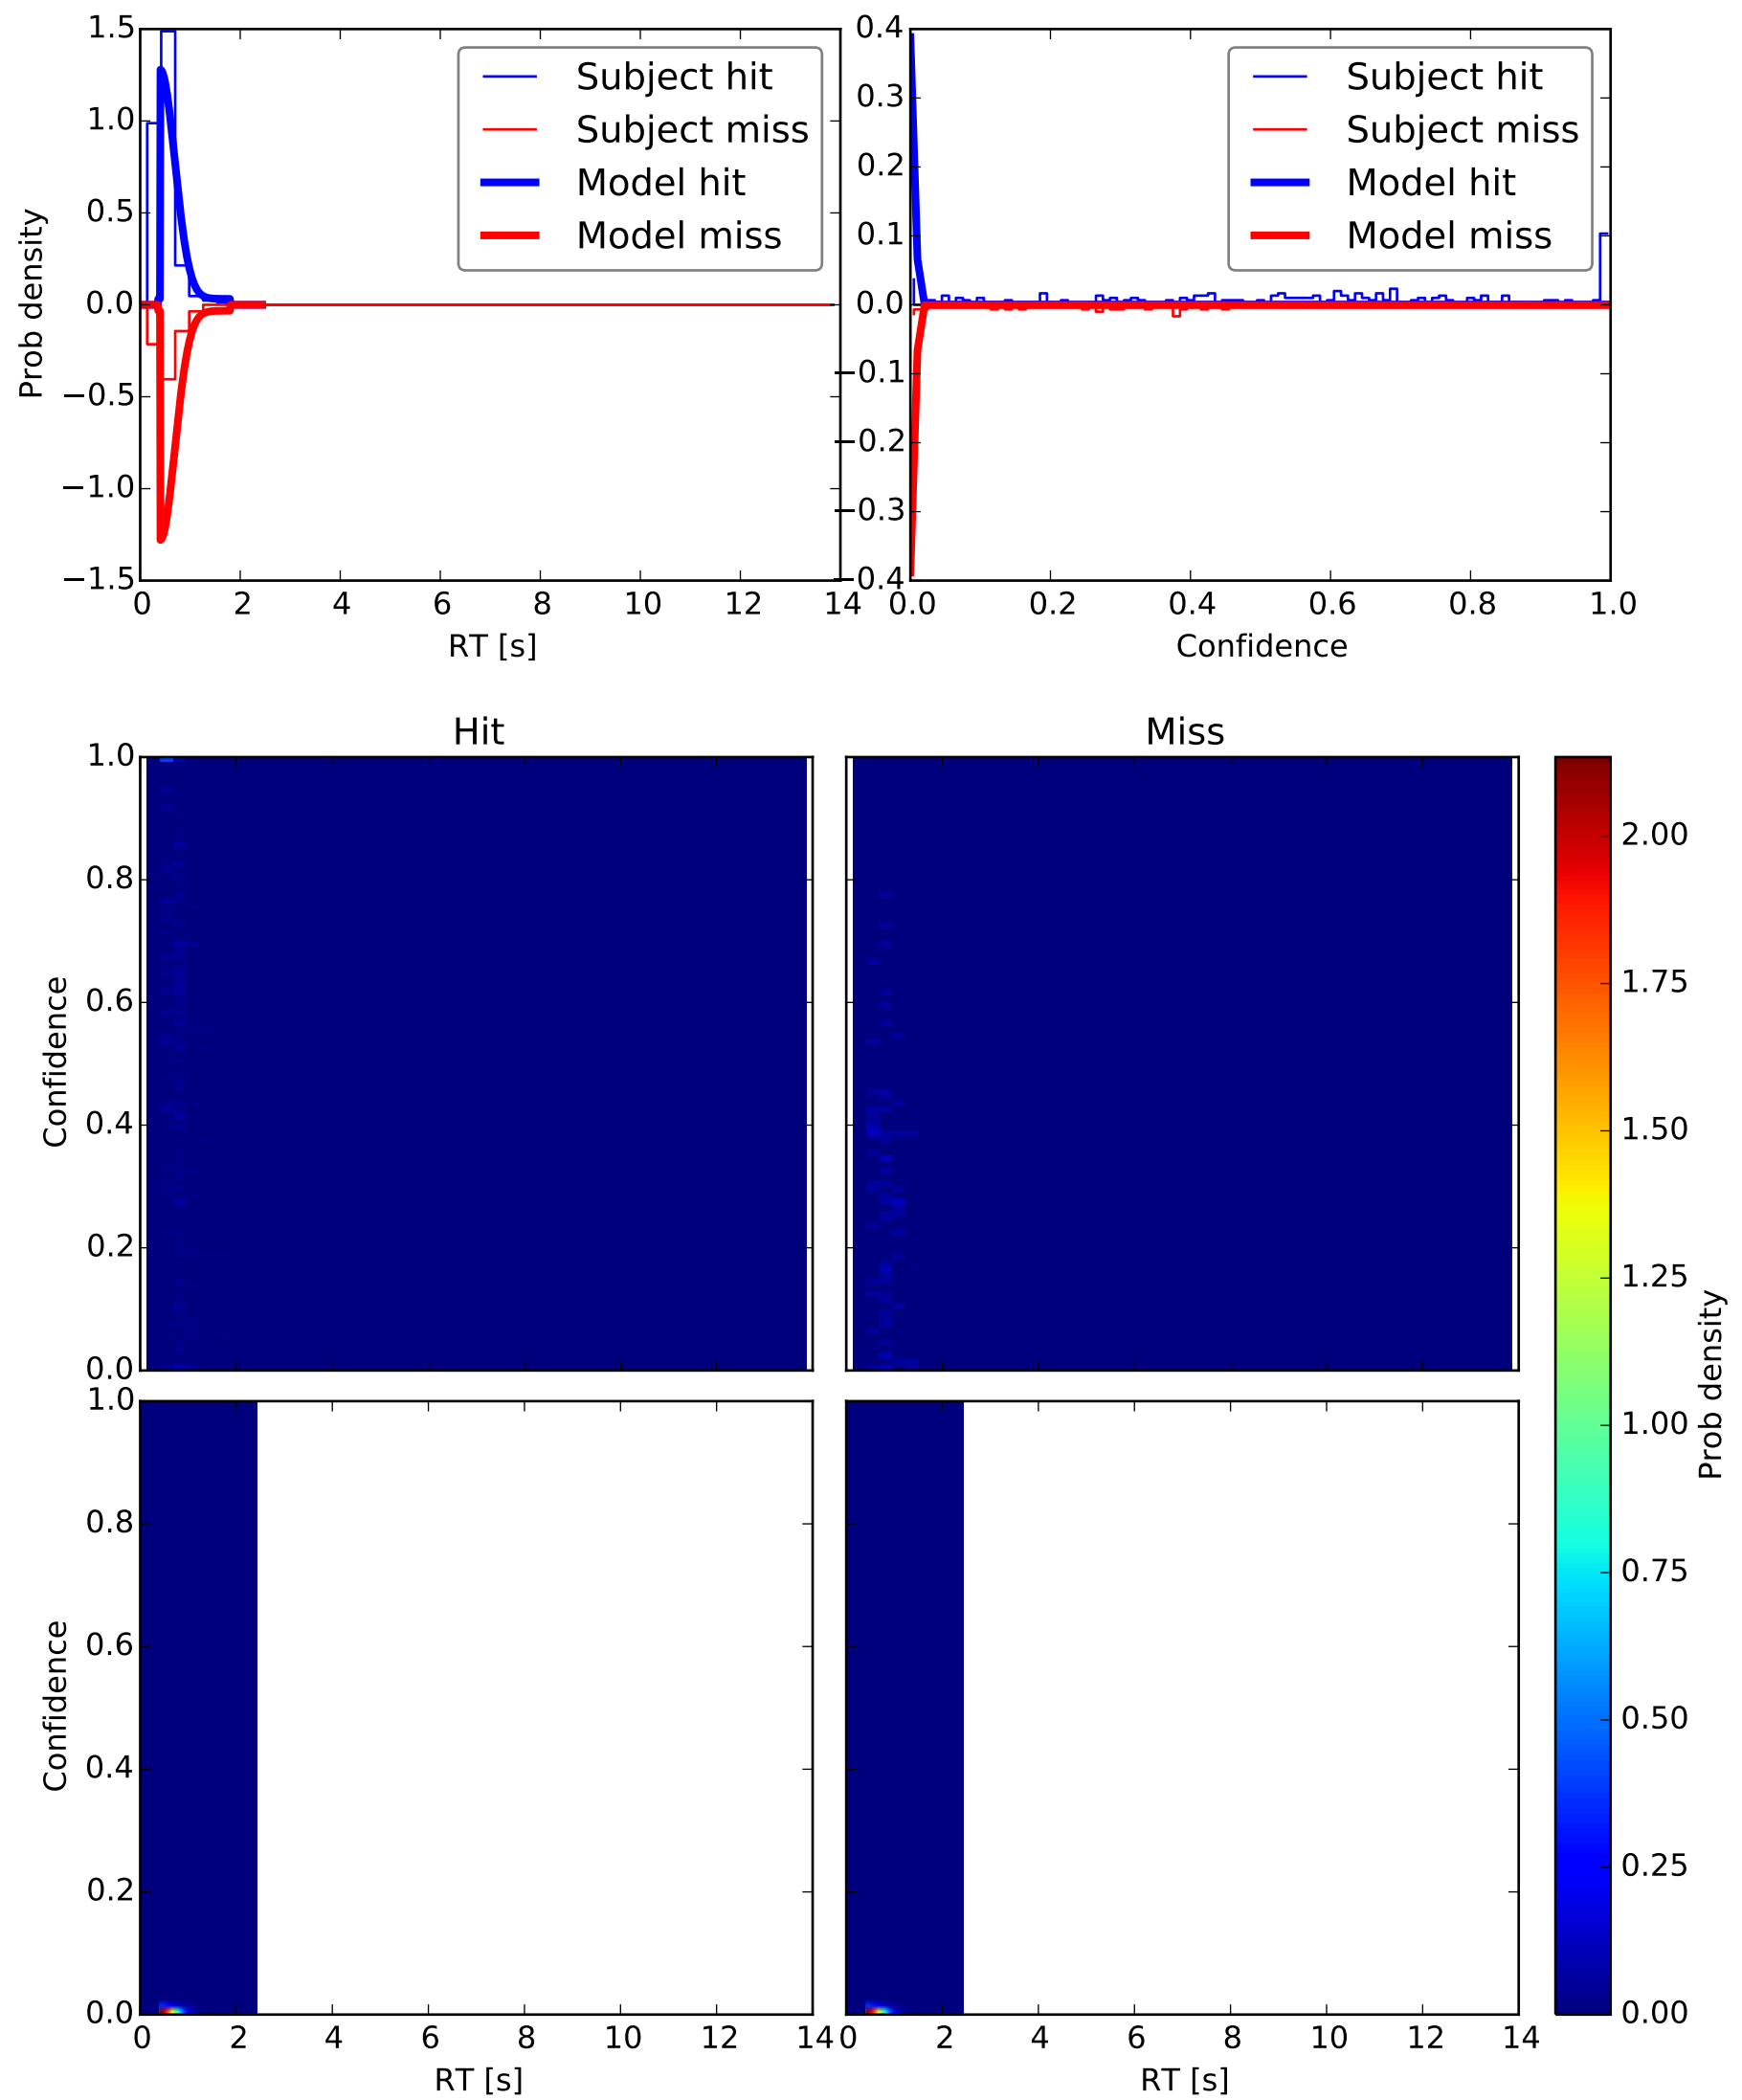 1.5
1.0
0.5
0.0
−0.5
−1.0
−1.5
Prob density
0 2 4 6 8 10 12 14
RT [s]
Subject hit
Subject miss
Model hit
Model miss
0.4
0.3
0.2
0.1
0.0
−0.1
−0.2
−0.3
−0.4
0.0 0.2 0.4 0.6 0.8 1.0
Confidence
Subject hit
Subject miss
Model hit
Model miss
Hit
1.0
0.8
0.6
0.4
0.2
0.0
Confidence
Miss
1.0
0.8
0.6
0.4
0.2
0.0
Confidence
0 2 4 6 8 10 12 14
RT [s]
0 2 4 6 8 10 12 14
RT [s]
2.00
1.75
1.50
1.25
1.00
0.75
0.50
0.25
0.00
Prob density